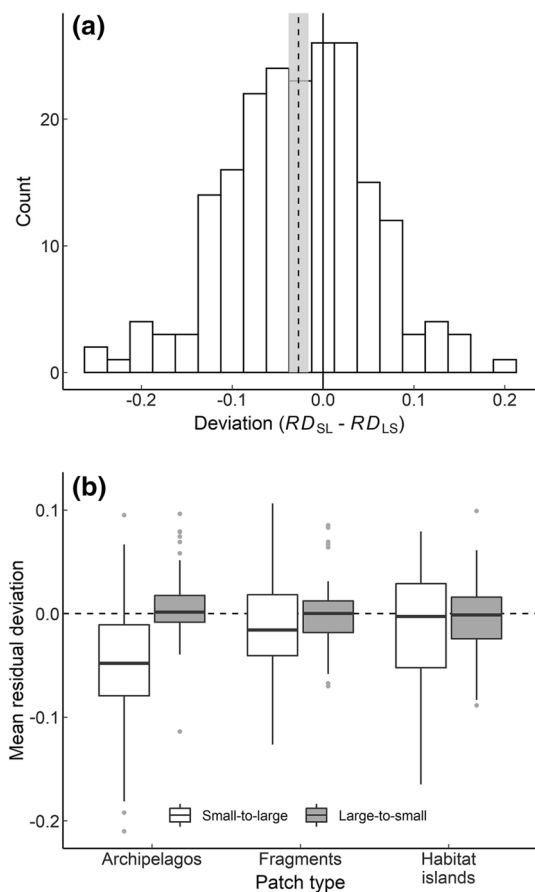 (a)
Count
20
10
0
-0.2 -0.1 0.0 0.1 0.2
Deviation (RD_SL - RD_LS)
(b)
Mean residual deviation
0.1
0.0
-0.1
-0.2
Small-to-large Large-to-small
Archipelagos Fragments Habitat islands
Patch type